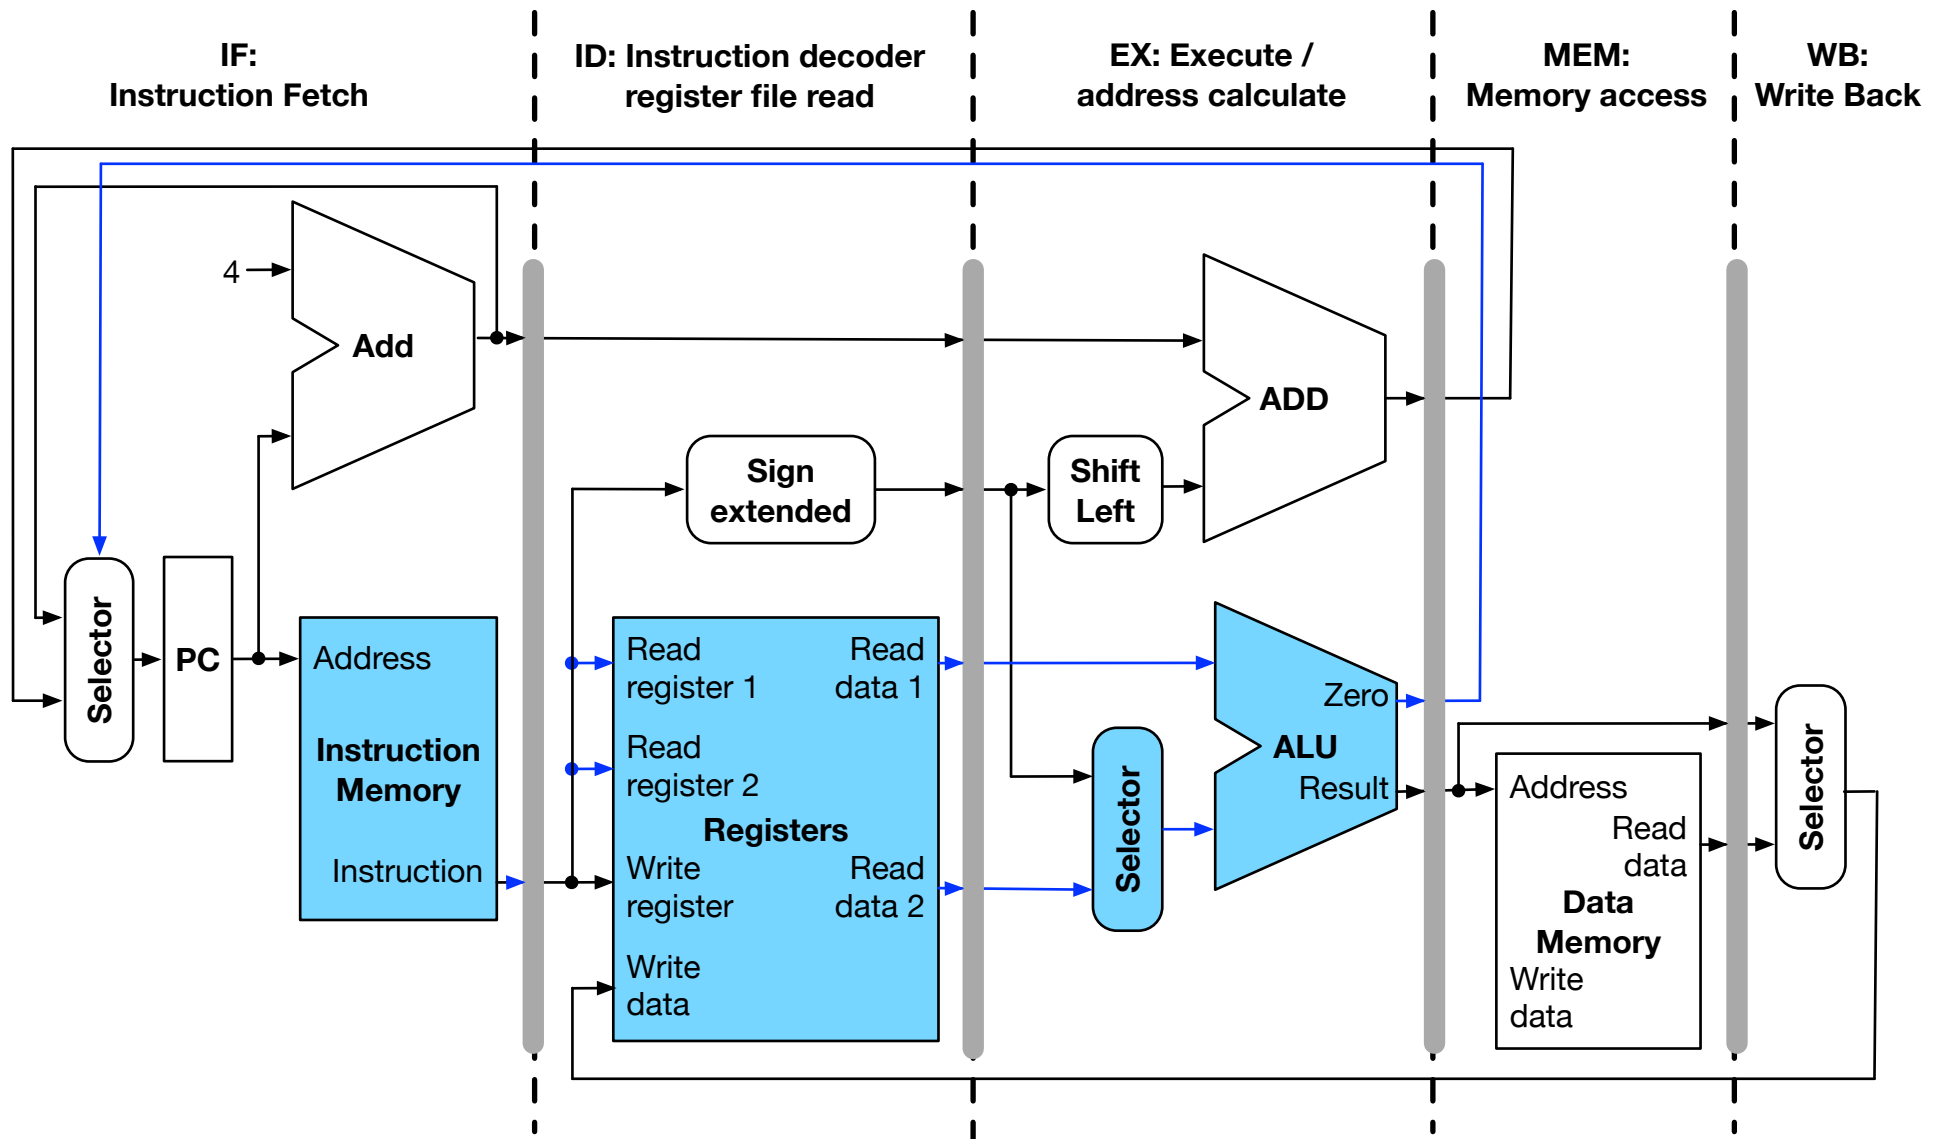 IF:
Instruction Fetch
ID: Instruction decoder
register file read
EX: Execute /
address calculate
MEM:
Memory access
WB:
Write Back
4
Add
ADD
Sign
extended
Shift
Left
Selector
PC
Address
Instruction
Memory
Instruction
Read
register 1
Read
data 1
Read
register 2
Registers
Write
register
Read
data 2
Write
data
Selector
Zero
ALU
Result
Address
Read
data
Data
Memory
Write
data
Selector